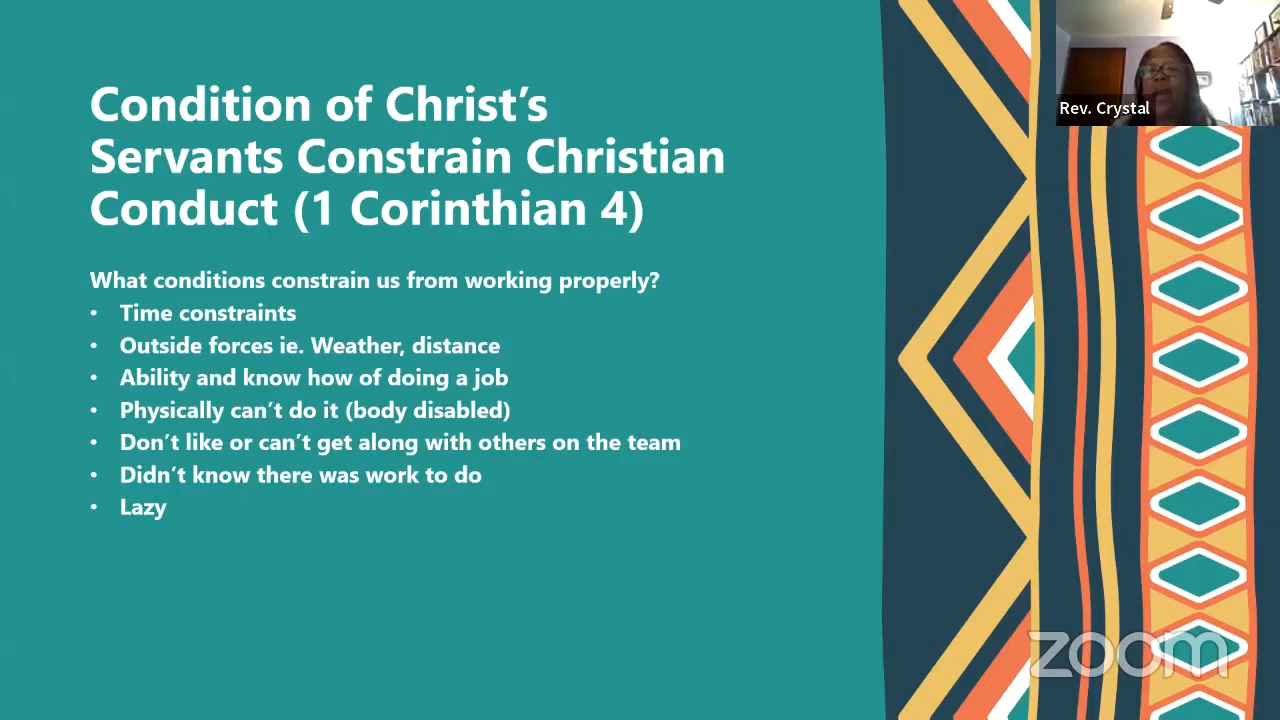 Condition of Christ’s
Servants Constrain Christian
Conduct (1 Corinthian 4)
What conditions constrain us from working properly?
• Time constraints
• Outside forces ie. Weather, distance
• Ability and know how of doing a job
• Physically can’t do it (body disabled)
• Don’t like or can’t get along with others on the team
• Didn’t know there was work to do
• Lazy
Rev. Crystal
zoom